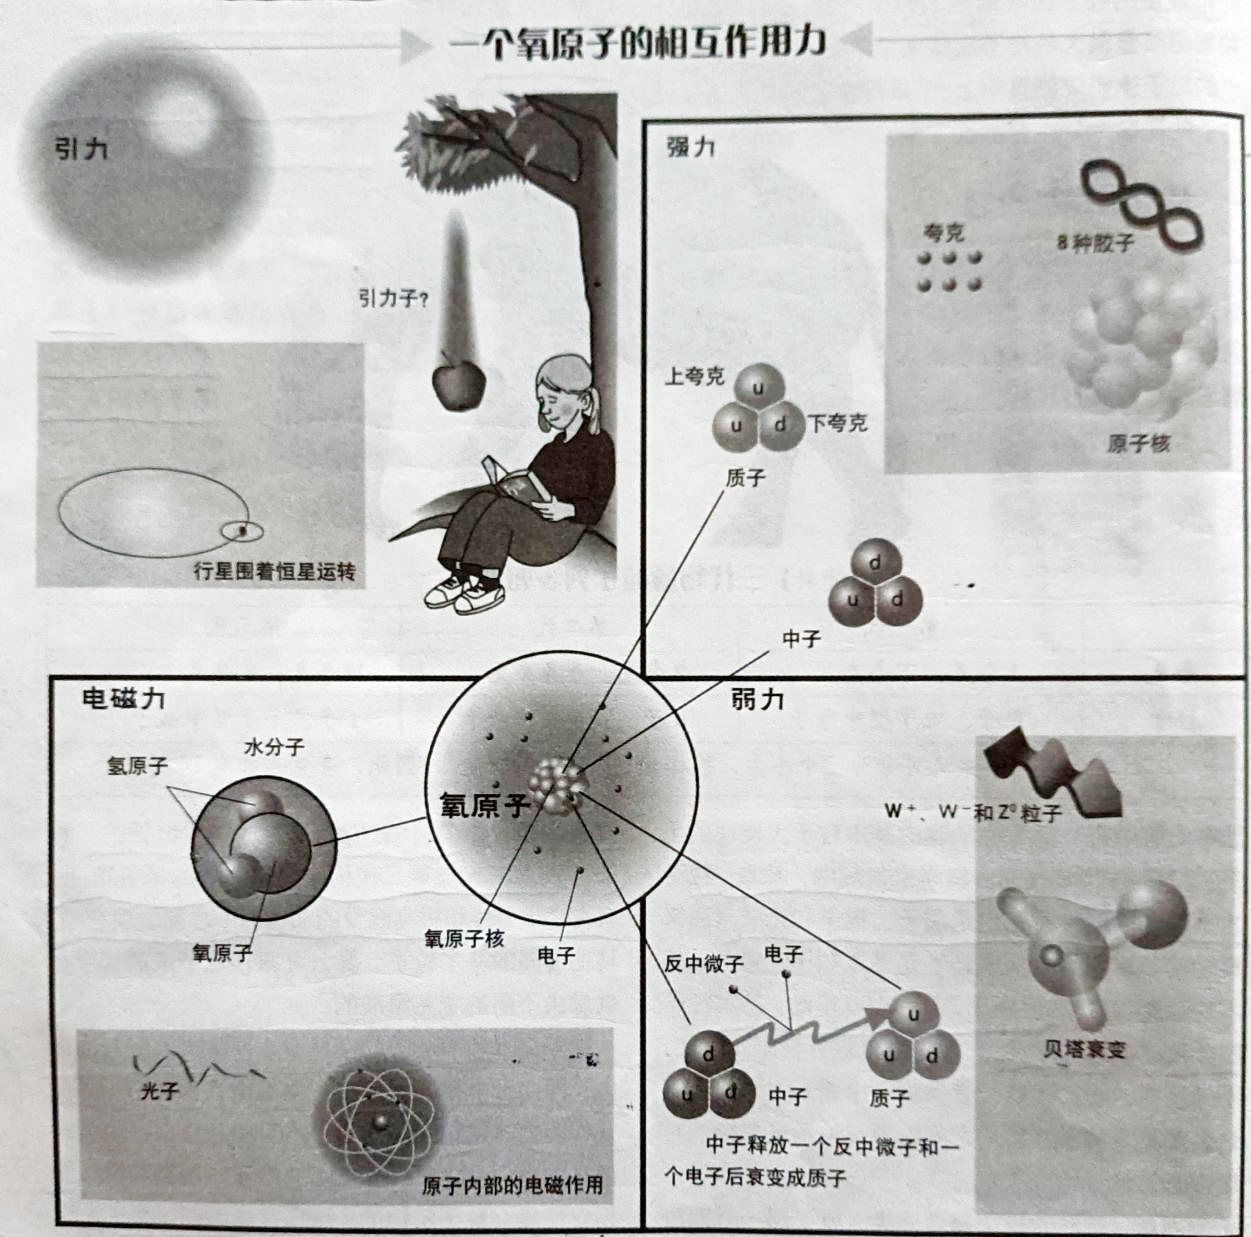 一个氧原子的相互作用力
引力
引力子?
行星围着恒星运转
强力
夸克
8种胶子
原子核
上夸克
u
u
d
下夸克
质子
d
u
d
中子
电磁力
水分子
氢原子
氧原子
氧原子
氧原子核
电子
光子
原子内部的电磁作用
弱力
W⁺、W⁻和Z⁰粒子
贝塔衰变
反中微子
电子
d
u
d
中子
u
u
d
质子
中子释放一个反中微子和一
个电子后衰变成质子